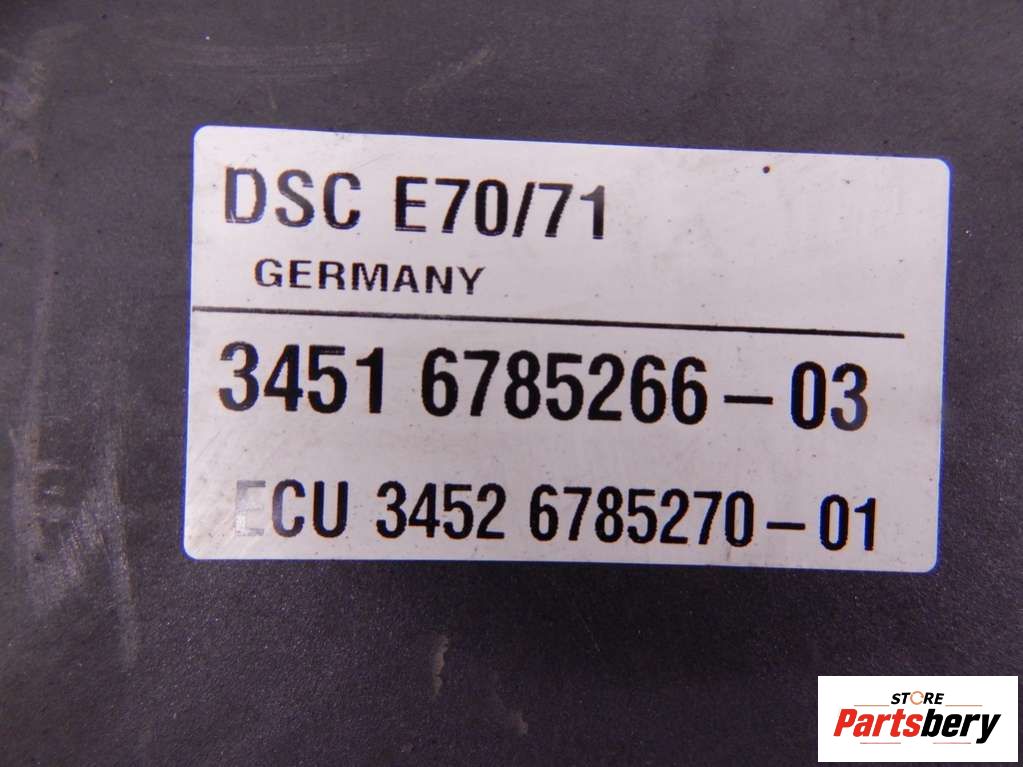 DSC E70/71
GERMANY
3451 6785266-03
ECU 3452 6785270-01
STORE
Partsbery